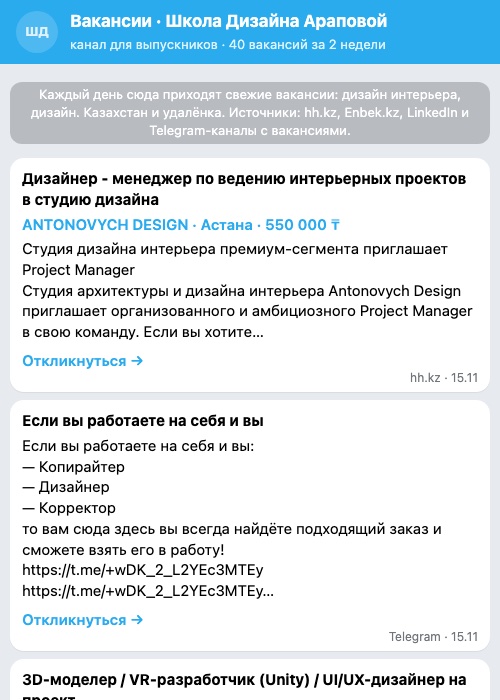 ШД
Вакансии · Школа Дизайна Араповой
канал для выпускников · 40 вакансий за 2 недели
Каждый день сюда приходят свежие вакансии: дизайн интерьера,
дизайн. Казахстан и удалёнка. Источники: hh.kz, Enbek.kz, LinkedIn и
Telegram-каналы с вакансиями.
Дизайнер - менеджер по ведению интерьерных проектов
в студию дизайна
ANTONOVYCH DESIGN · Астана · 550 000 ₸
Студия дизайна интерьера премиум-сегмента приглашает
Project Manager
Студия архитектуры и дизайна интерьера Antonovych Design
приглашает организованного и амбициозного Project Manager
в свою команду. Если вы хотите...
Откликнуться →
hh.kz · 15.11
Если вы работаете на себя и вы
Если вы работаете на себя и вы:
— Копирайтер
— Дизайнер
— Корректор
то вам сюда здесь вы всегда найдёте подходящий заказ и
сможете взять его в работу!
https://t.me/+wDK_2_L2YEc3MTEy
https://t.me/+wDK_2_L2YEc3MTEy...
Откликнуться →
Telegram · 15.11
3D-моделер / VR-разработчик (Unity) / UI/UX-дизайнер на
проект